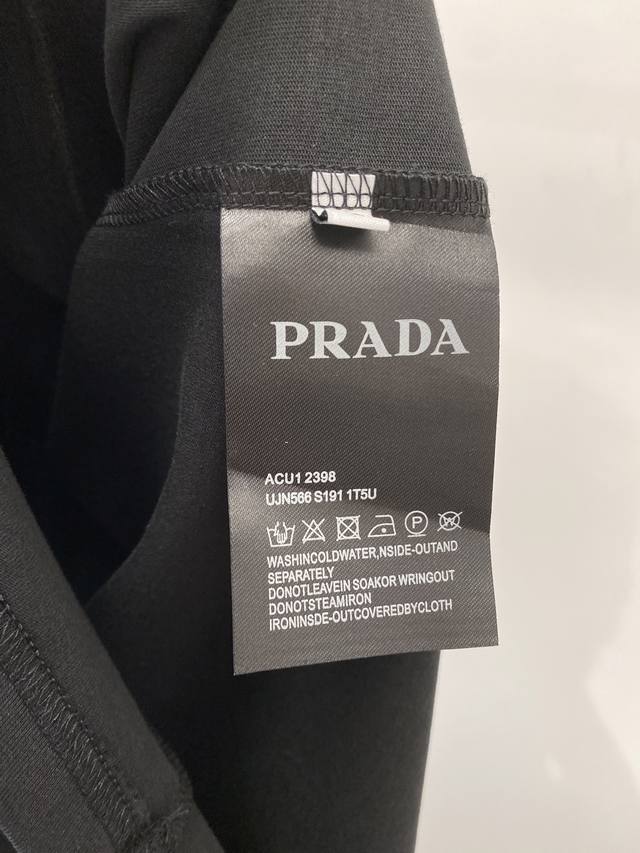 PRADA
ACU1 2398
UJN566 S191 1T5U
WASHINCOLDWATER,NSIDE-OUTAND
SEPARATELY
DONOTLEAVEIN SOAKOR WRINGOUT
DONOTSTEAMIRON
IRONINSDE-OUTCOVEREDBYCLOTH